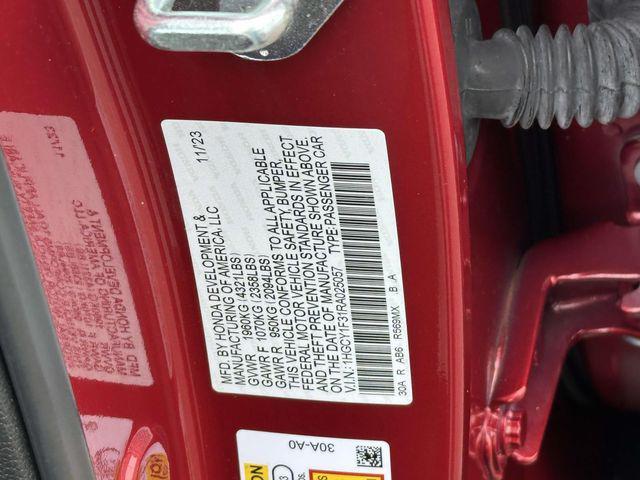 MFD BY HONDA DEVELOPMENT &
MANUFACTURING OF AMERICA, LLC 11/23
GVWR 1960KG (4321LBS)
GAWR F 1070KG (2358LBS)
GAWR R 950KG (2094LBS)
THIS VEHICLE CONFORMS TO ALL APPLICABLE
FEDERAL MOTOR VEHICLE SAFETY, BUMPER,
AND THEFT PREVENTION STANDARDS IN EFFECT
ON THE DATE OF MANUFACTURE SHOWN ABOVE.
V.I.N: 1HGCY1F31RA025057 TYPE:PASSENGER CAR
30A R AB6 R569MX B A
30A-A0